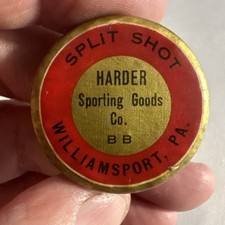 SPLIT SHOT
HARDER
Sporting Goods
Co.
BB
WILLIAMSPORT, PA.